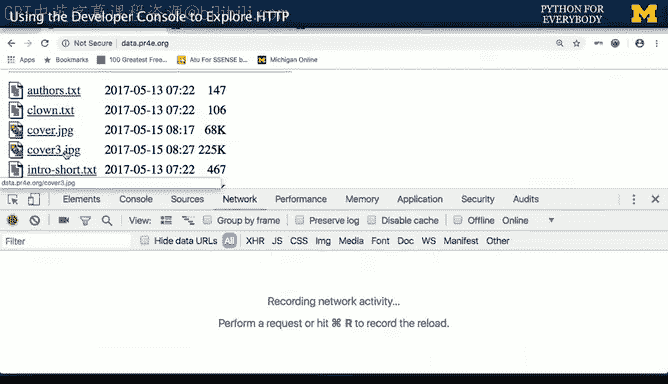 Using the Developer Console to Explore HTTP
PYTHON FOR
EVERYBODY
Not Secure data.pr4e.org
Apps Bookmarks 100 Greatest Free... Atu For SSENSE b... Michigan Online
authors.txt 2017-05-13 07:22 147
clown.txt 2017-05-13 07:22 106
cover.jpg 2017-05-15 08:17 68K
cover3.jpg 2017-05-15 08:27 225K
intro-short.txt 2017-05-13 07:22 467
data.pr4e.org/cover3.jpg
Elements Console Sources Network Performance Memory Application Security Audits
View: Group by frame Preserve log Disable cache Offline Online
Filter Hide data URLs All XHR JS CSS Img Media Font Doc WS Manifest Other
Recording network activity...
Perform a request or hit ⌘ R to record the reload.